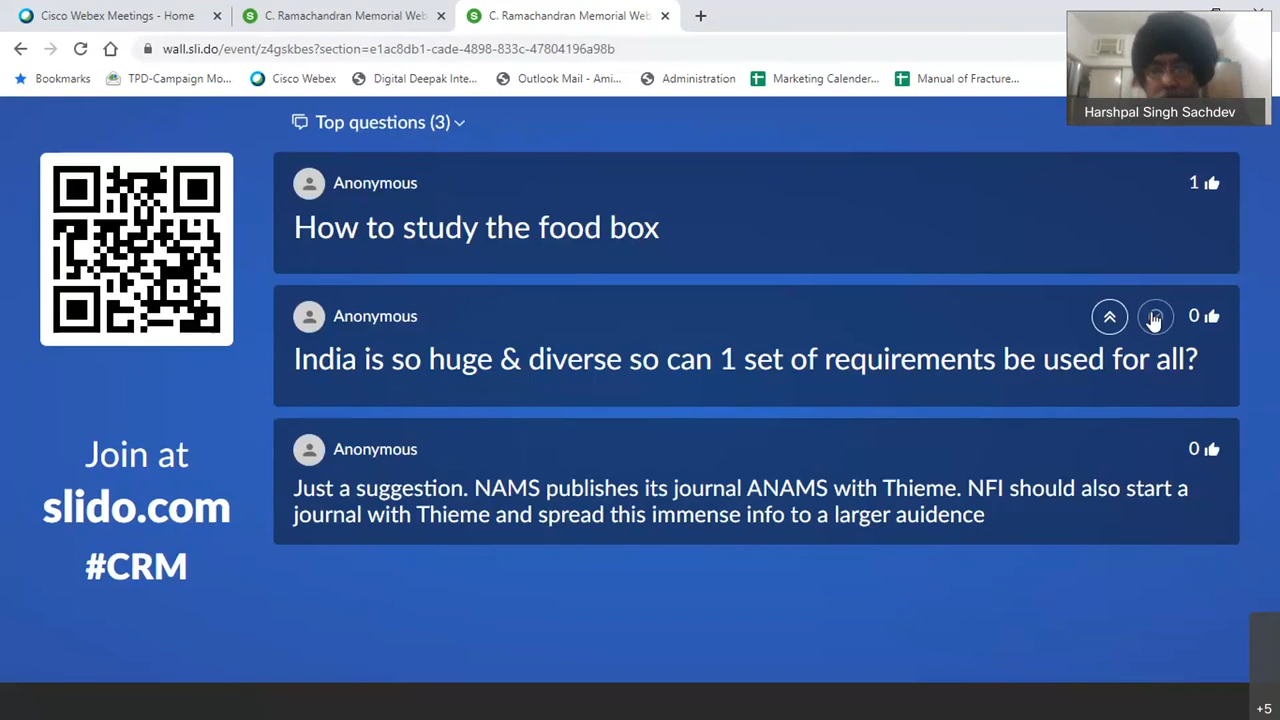 Cisco Webex Meetings - Home
C. Ramachandran Memorial Web
C. Ramachandran Memorial Web
wall.sli.do/event/z4gskbes?section=e1ac8db1-cade-4898-833c-47804196a98b
Bookmarks
TPD-Campaign Mo...
Cisco Webex
Digital Deepak Inte...
Outlook Mail - Ami...
Administration
Marketing Calender...
Manual of Fracture...
Harshpal Singh Sachdev
Top questions (3)
Anonymous
1
How to study the food box
Anonymous
0
India is so huge & diverse so can 1 set of requirements be used for all?
Anonymous
0
Just a suggestion. NAMS publishes its journal ANAMS with Thieme. NFI should also start a
journal with Thieme and spread this immense info to a larger auidence
Join at
slido.com
#CRM
+5